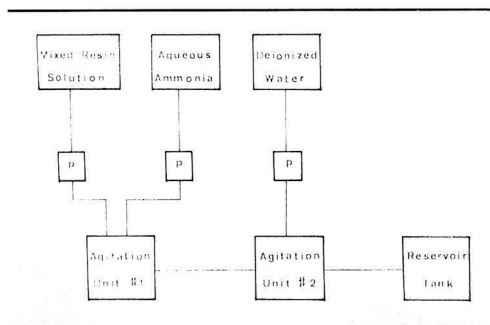 Mixed Resin
Solution
Aqueous
Ammonia
Deionized
Water
P
P
P
Agitation
Unit #1
Agitation
Unit #2
Reservoir
Tank